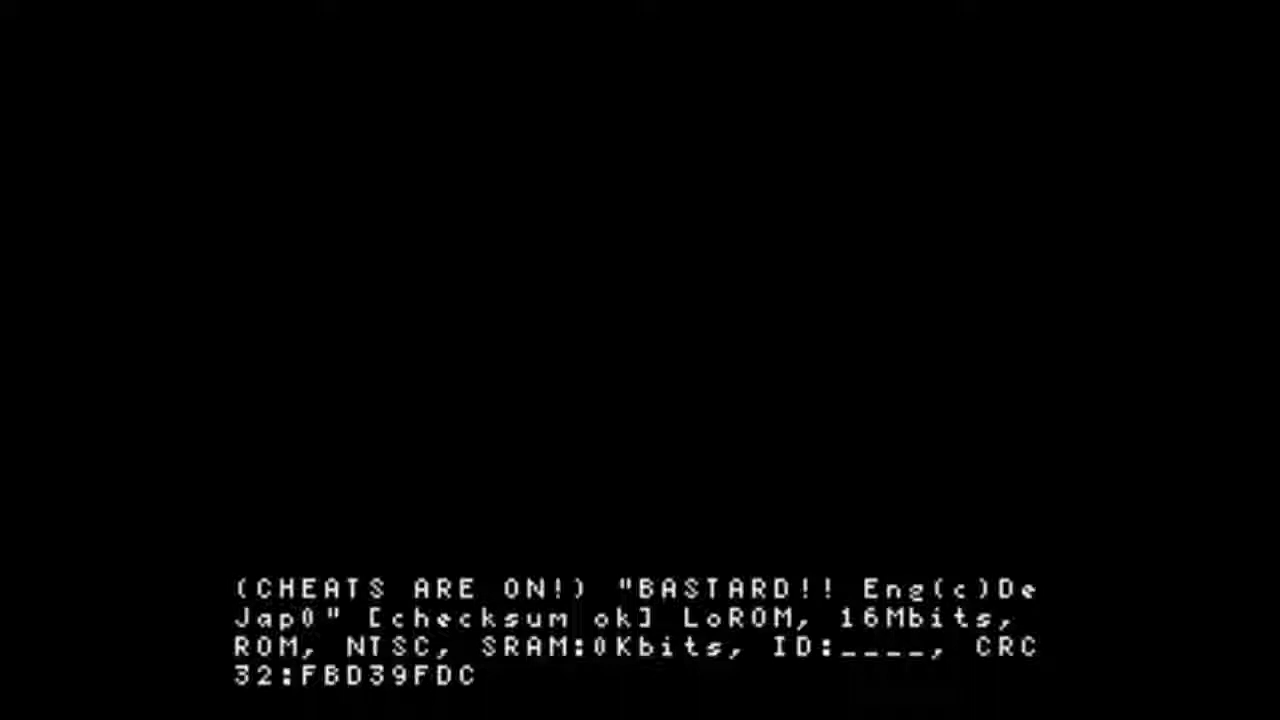 (CHEATS ARE ON!) "BASTARD!! Eng(c)De
Jap0" [checksum ok] LoROM, 16Mbits,
ROM, NTSC, SRAM:0Kbits, ID:____, CRC
32:FBD39FDC